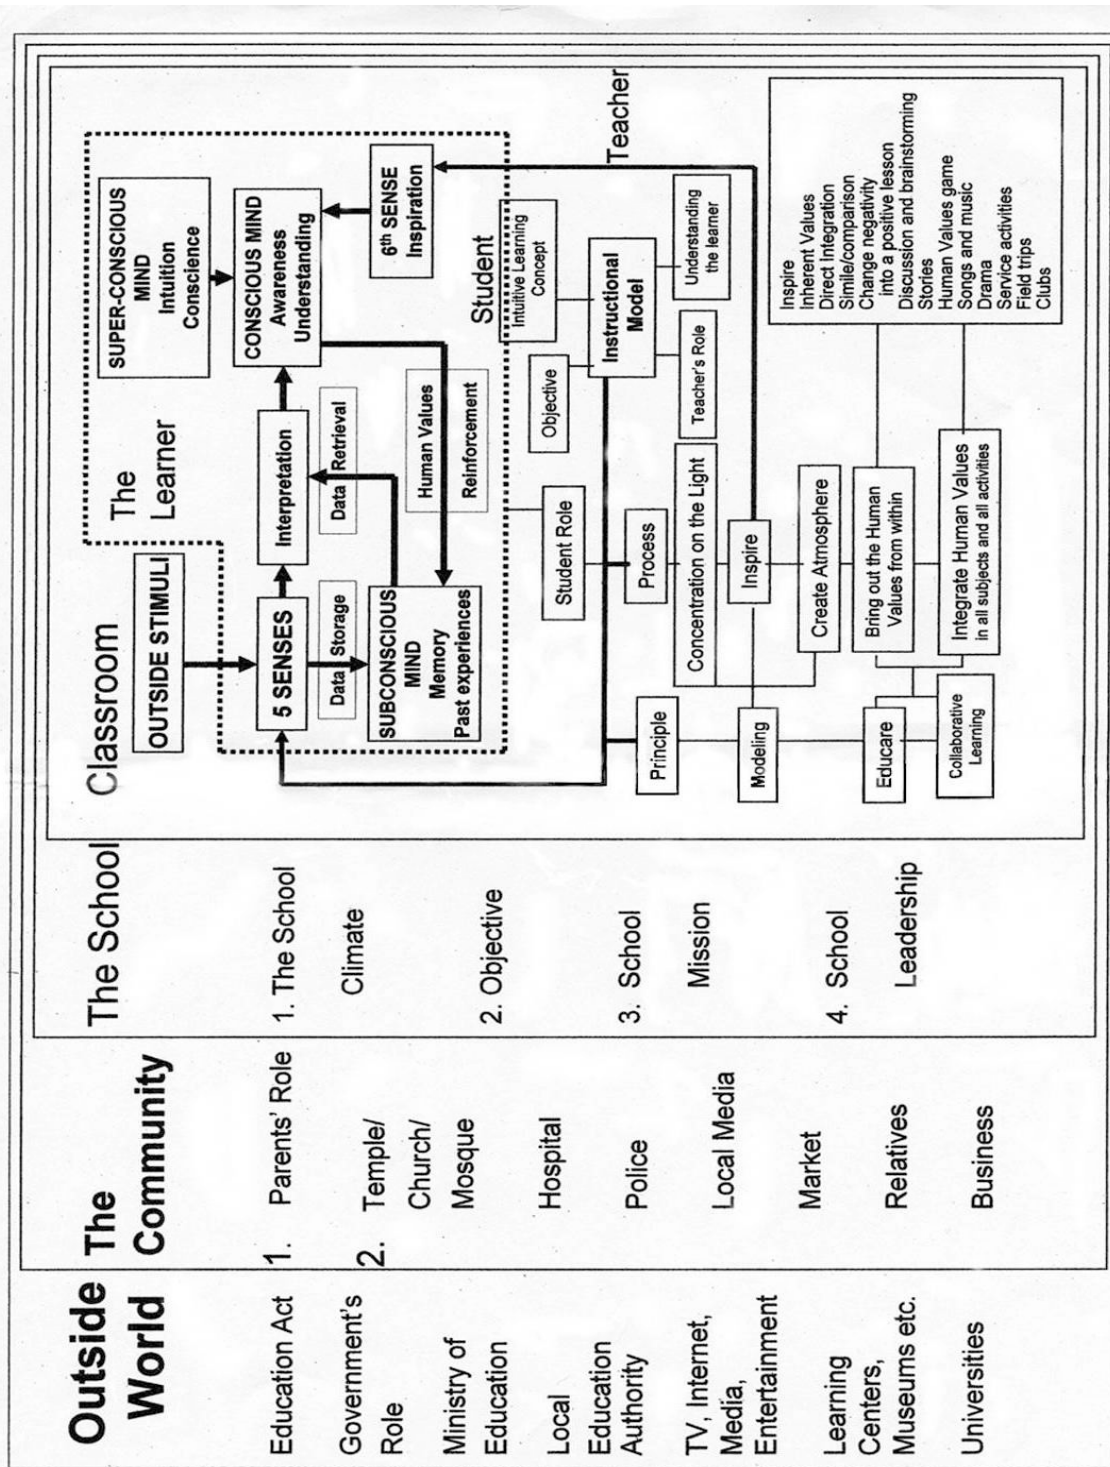 Outside
World
Education Act
Government's
Role
Ministry of
Education
Local
Education
Authority
TV, Internet,
Media,
Entertainment
Learning
Centers,
Museums etc.
Universities
The
Community
1. Parents' Role
2. Temple/
Church/
Mosque
Hospital
Police
Local Media
Market
Relatives
Business
The School
1. The School
Climate
2. Objective
3. School
Mission
4. School
Leadership
Classroom
The
Learner
OUTSIDE STIMULI
SUPER-CONSCIOUS
MIND
Intuition
Conscience
5 SENSES
Interpretation
CONSCIOUS MIND
Awareness
Understanding
Data Storage
Data Retrieval
Human Values
Reinforcement
SUBCONSCIOUS
MIND
Memory
Past experiences
6th SENSE
Inspiration
Student
Intuitive Learning
Concept
Student Role
Objective
Instructional
Model
Teacher
Principle
Process
Teacher's Role
Understanding
the learner
Concentration on the Light
Modeling
Inspire
Create Atmosphere
Educare
Bring out the Human
Values from within
Collaborative
Learning
Integrate Human Values
In all subjects and all activities
Inspire
Inherent Values
Direct Integration
Simile/comparison
Change negativity
into a positive lesson
Discussion and brainstorming
Stories
Human Values game
Songs and music
Drama
Service activities
Field trips
Clubs